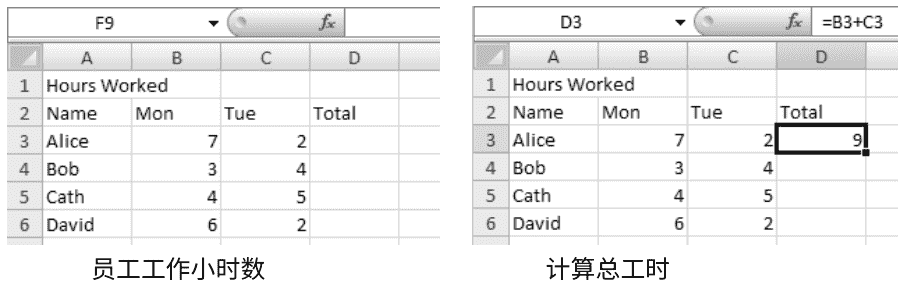 F9 fx
A B C D
1 Hours Worked
2 Name Mon Tue Total
3 Alice 7 2
4 Bob 3 4
5 Cath 4 5
6 David 6 2
员工工作小时数
D3 fx =B3+C3
A B C D
1 Hours Worked
2 Name Mon Tue Total
3 Alice 7 2 9
4 Bob 3 4
5 Cath 4 5
6 David 6 2
计算总工时